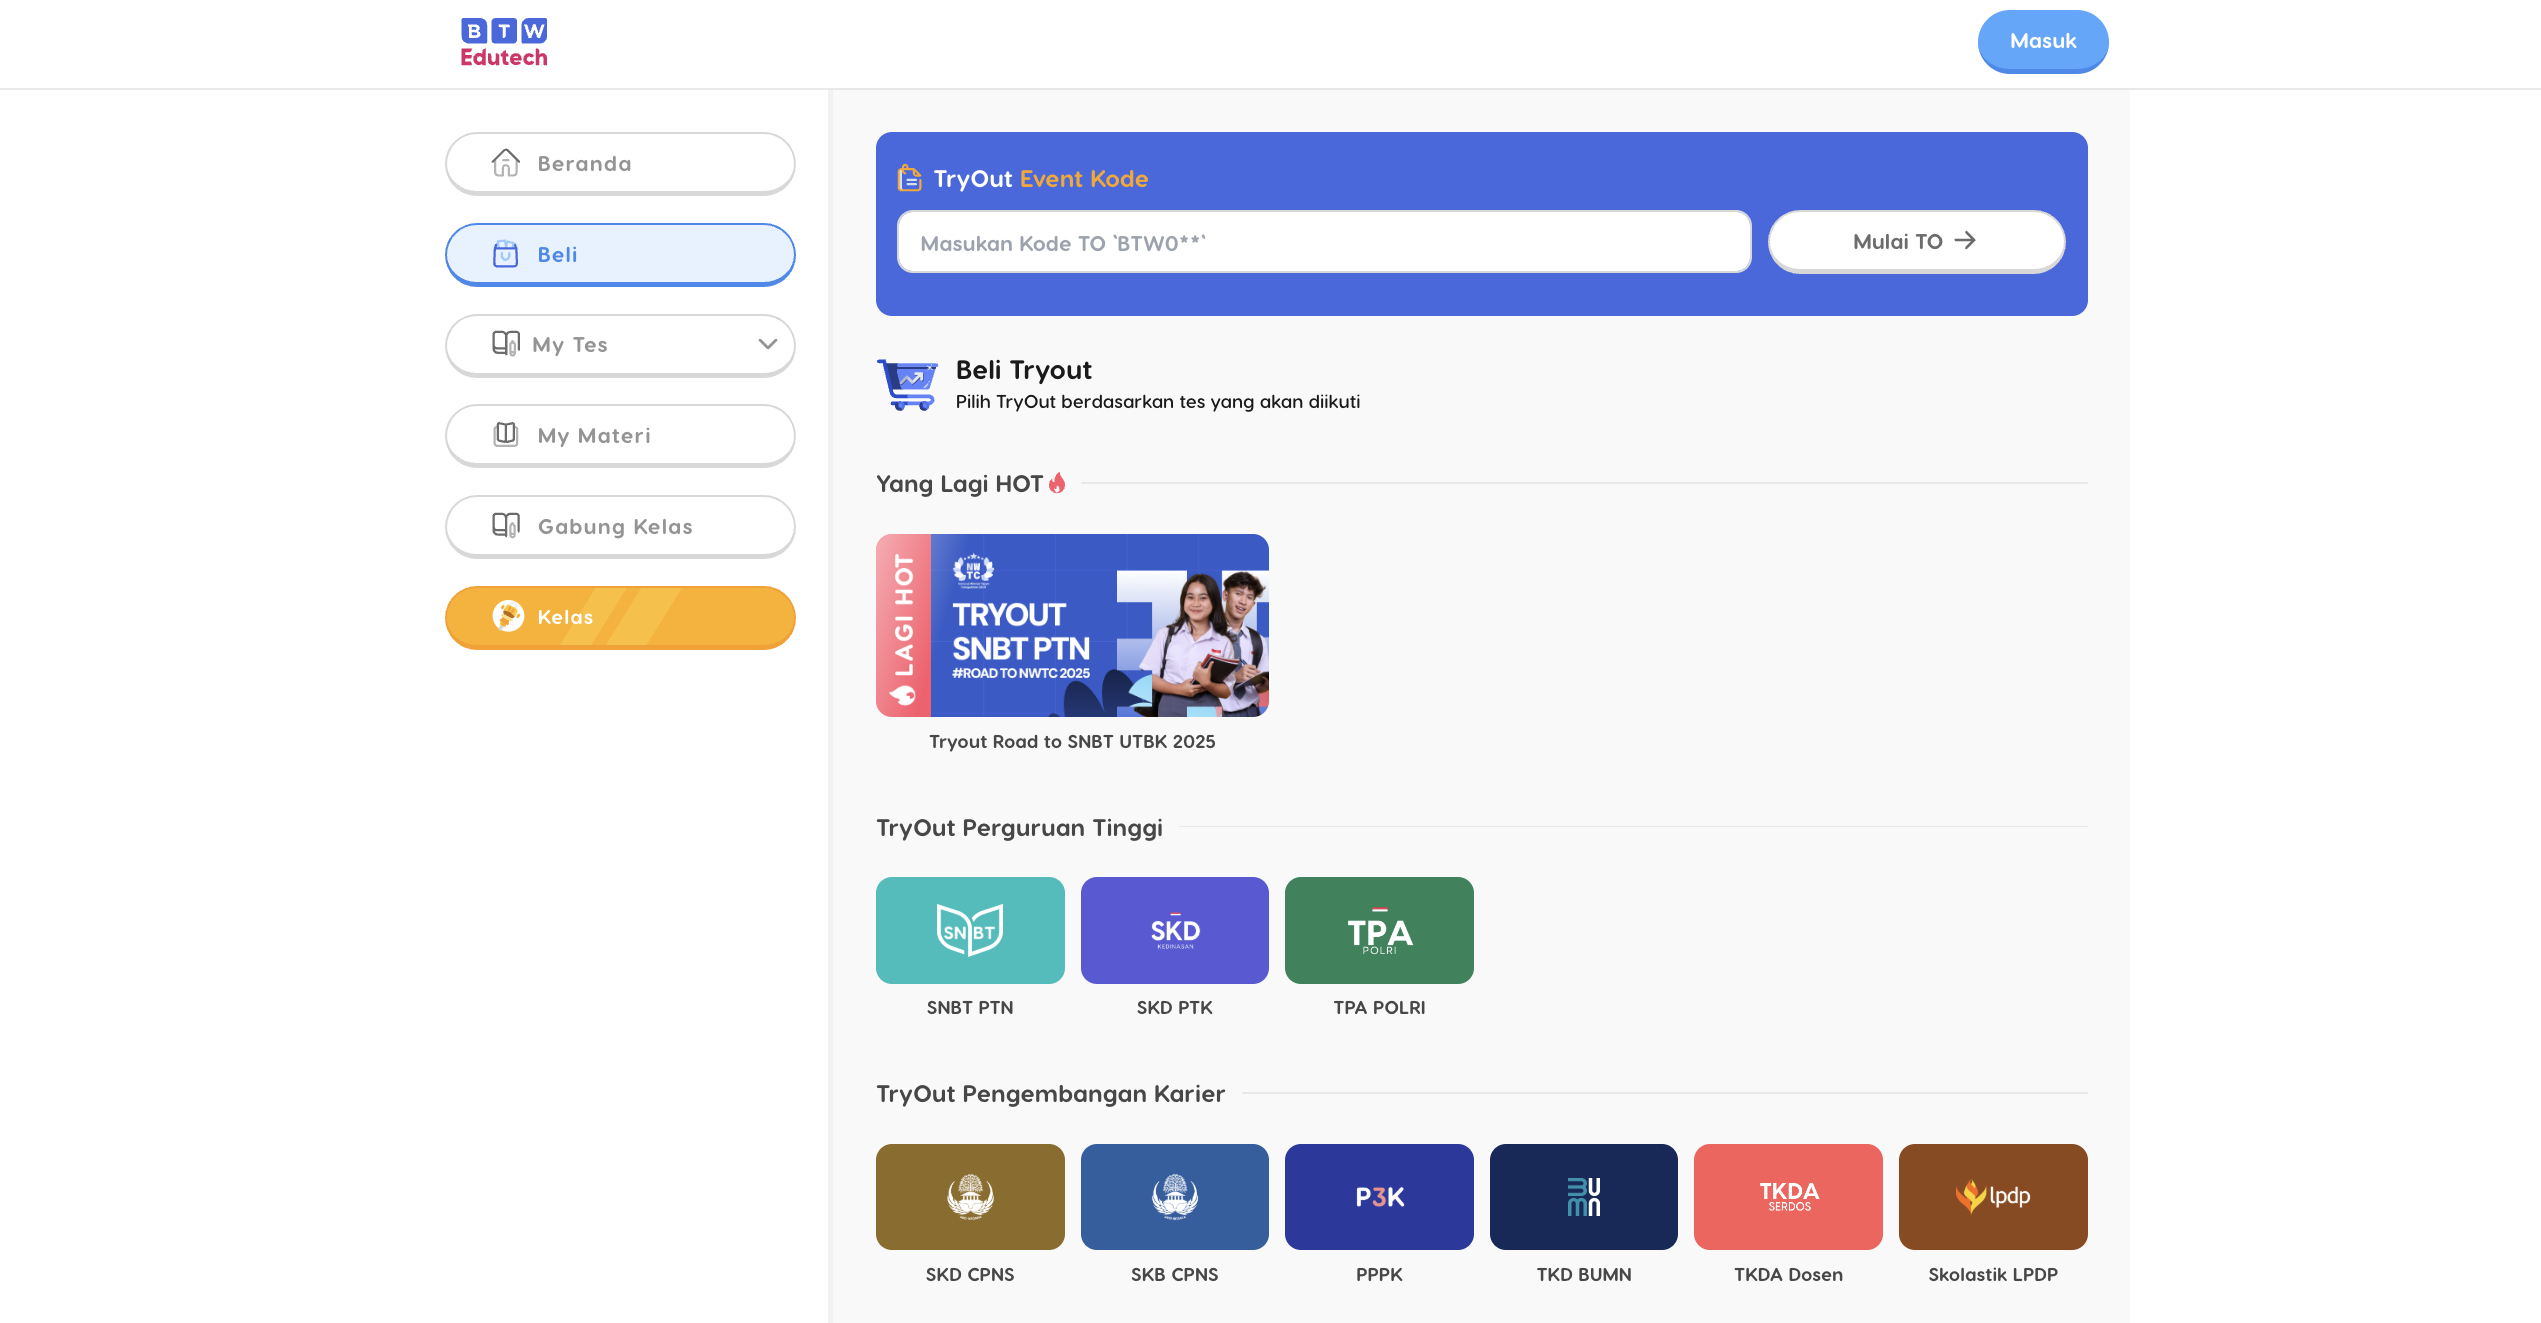 B T W
Edutech
Masuk
Beranda
Beli
My Tes
My Materi
Gabung Kelas
Kelas
TryOut Event Kode
Masukan Kode TO `BTW0**`
Mulai TO
Beli Tryout
Pilih TryOut berdasarkan tes yang akan diikuti
Yang Lagi HOT
LAGI HOT
NW
TC
TRYOUT
SNBT PTN
#ROAD TO NWTC 2025
Tryout Road to SNBT UTBK 2025
TryOut Perguruan Tinggi
SNBT
SKD
KEDINASAN
TPA
POLRI
SNBT PTN
SKD PTK
TPA POLRI
TryOut Pengembangan Karier
P3K
BUMN
TKDA
SERDOS
lpdp
SKD CPNS
SKB CPNS
PPPK
TKD BUMN
TKDA Dosen
Skolastik LPDP